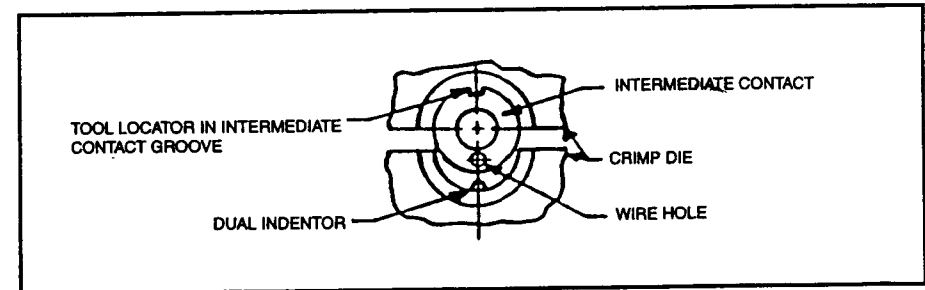 INTERMEDIATE CONTACT
TOOL LOCATOR IN INTERMEDIATE
CONTACT GROOVE
CRIMP DIE
WIRE HOLE
DUAL INDENTOR